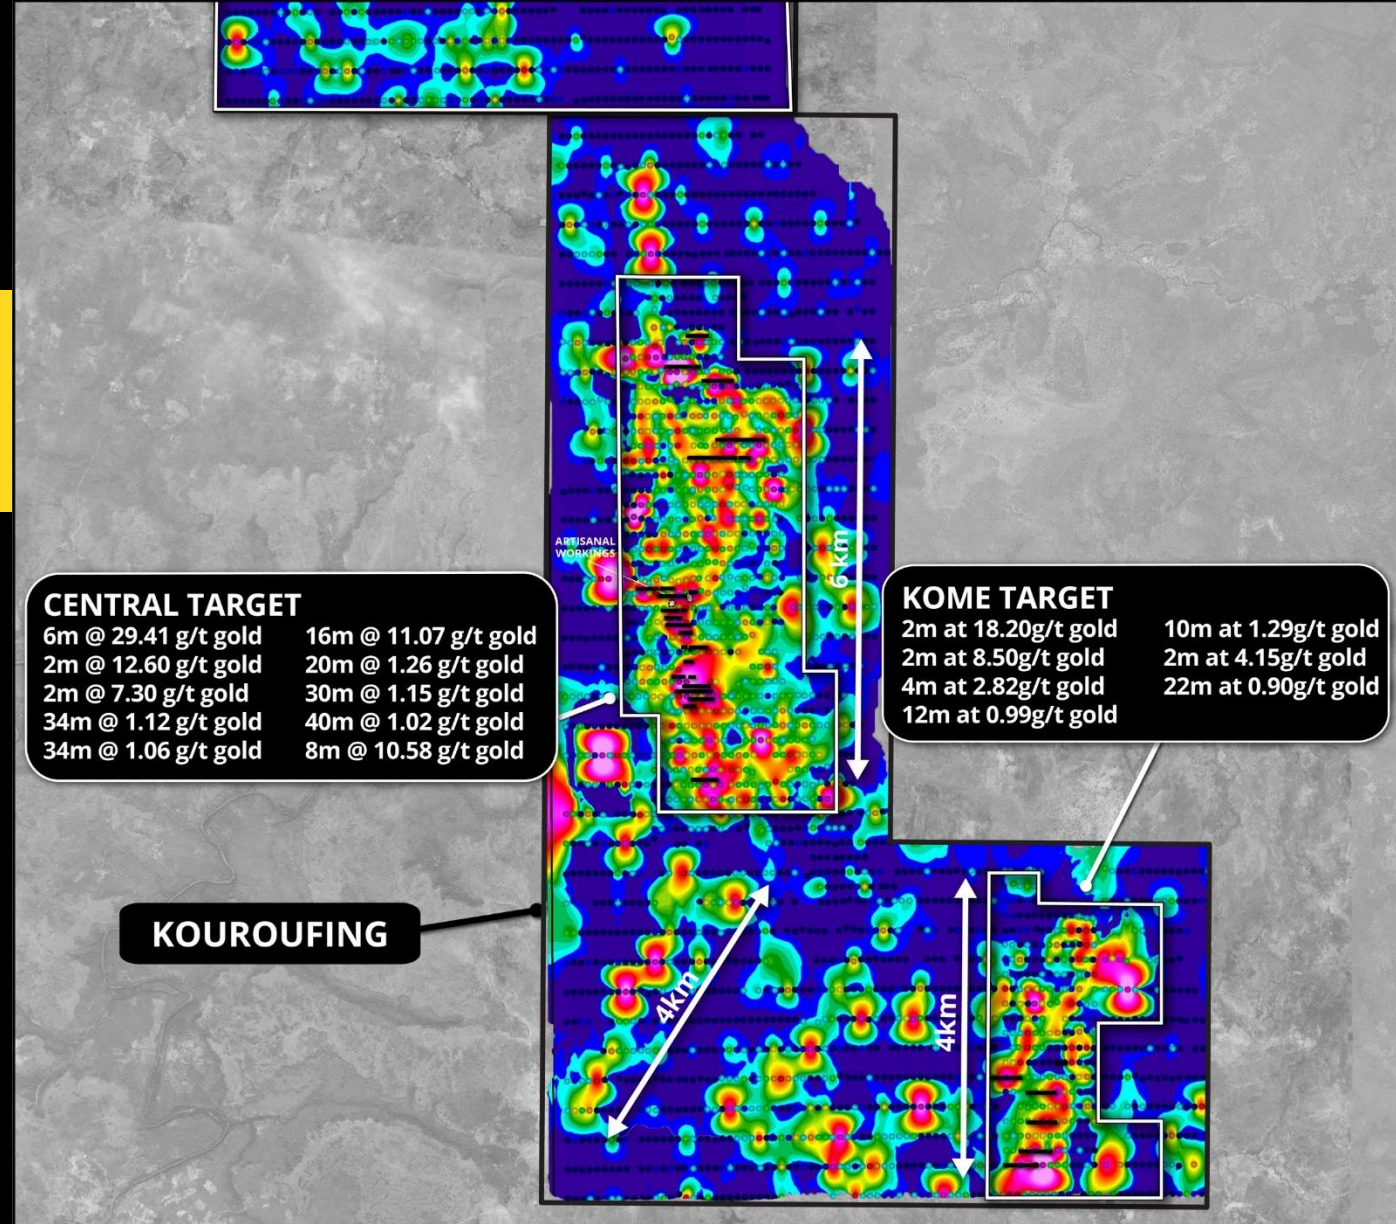 ARTISANAL
WORKINGS
6 km
CENTRAL TARGET
6m @ 29.41 g/t gold
2m @ 12.60 g/t gold
2m @ 7.30 g/t gold
34m @ 1.12 g/t gold
34m @ 1.06 g/t gold
16m @ 11.07 g/t gold
20m @ 1.26 g/t gold
30m @ 1.15 g/t gold
40m @ 1.02 g/t gold
8m @ 10.58 g/t gold
KOME TARGET
2m at 18.20g/t gold
2m at 8.50g/t gold
4m at 2.82g/t gold
12m at 0.99g/t gold
10m at 1.29g/t gold
2m at 4.15g/t gold
22m at 0.90g/t gold
KOUROUFING
4km
4km